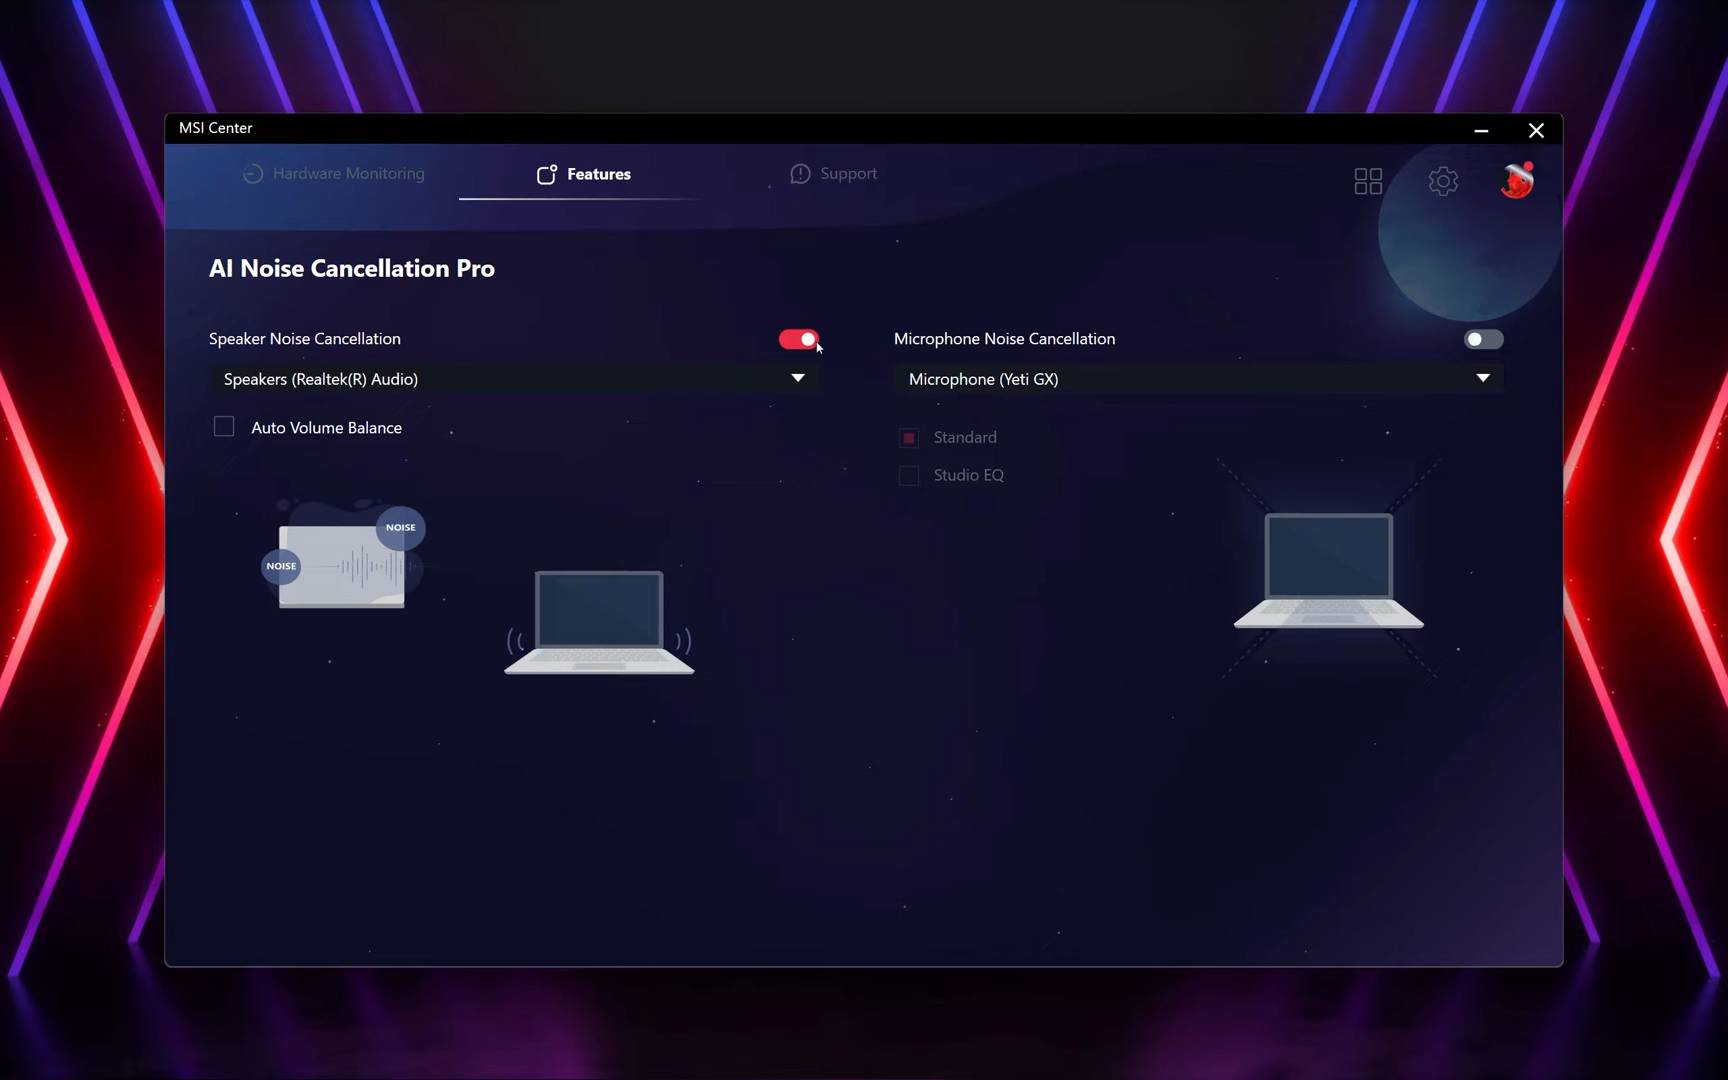 MSI Center
Hardware Monitoring
Features
Support
AI Noise Cancellation Pro
Speaker Noise Cancellation
Microphone Noise Cancellation
Speakers (Realtek(R) Audio)
Microphone (Yeti GX)
Auto Volume Balance
Standard
Studio EQ
NOISE
NOISE